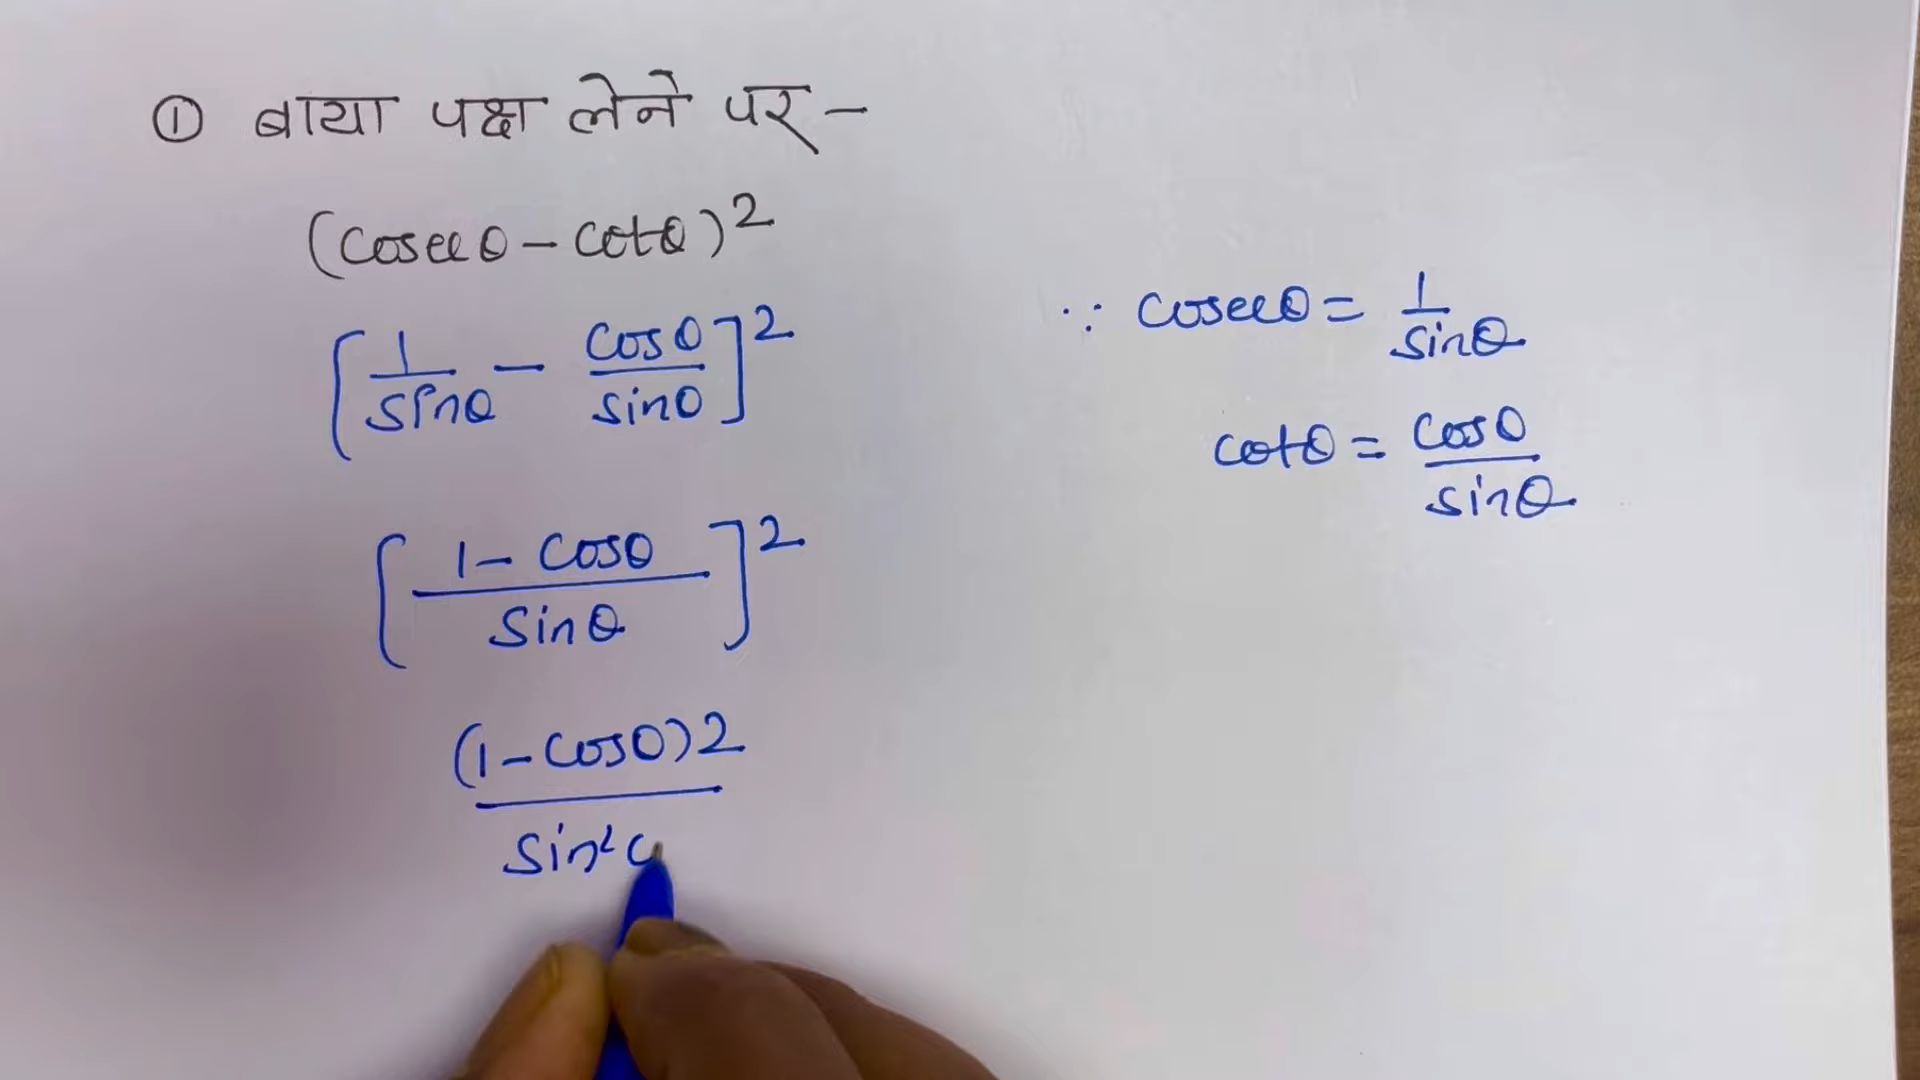 ① बाया पक्ष लेने पर -
(cosecθ - cotθ)²
[1/sinθ - cosθ/sinθ]²
∵ cosecθ = 1/sinθ
cotθ = cosθ/sinθ
[1 - cosθ/sinθ]²
(1 - cosθ)2
sin²